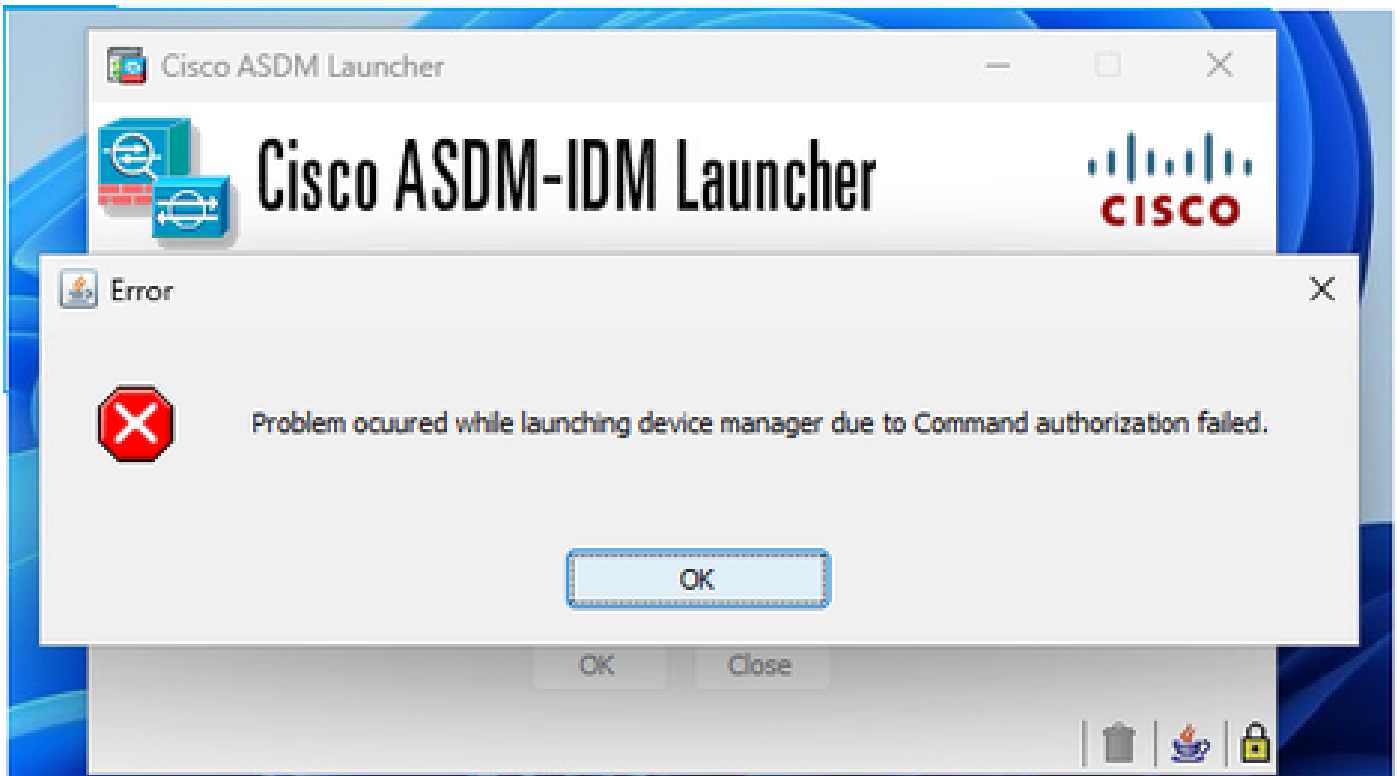 Cisco ASDM Launcher
Cisco ASDM-IDM Launcher
CISCO
Error
Problem ocuured while launching device manager due to Command authorization failed.
OK
OK
Close